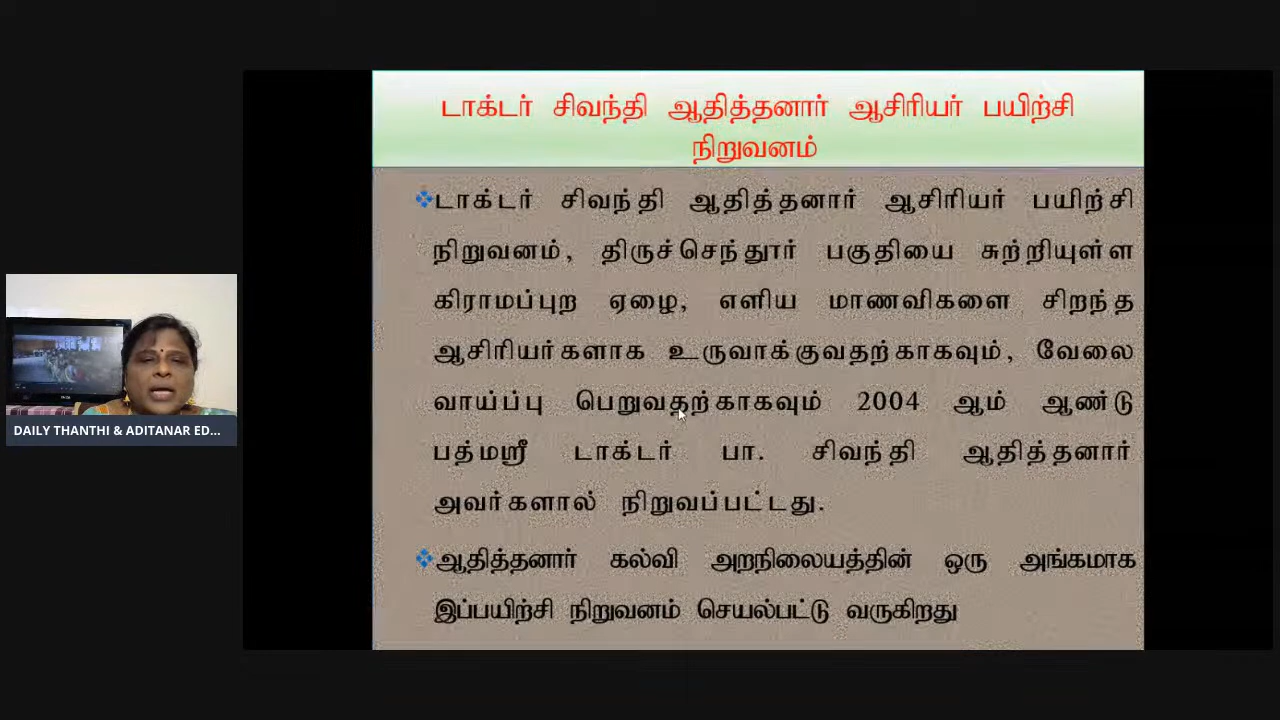 டாக்டர் சிவந்தி ஆதித்தனார் ஆசிரியர் பயிற்சி
நிறுவனம்
டாக்டர் சிவந்தி ஆதித்தனார் ஆசிரியர் பயிற்சி
நிறுவனம், திருச்செந்தூர் பகுதியை சுற்றியுள்ள
கிராமப்புற ஏழை, எளிய மாணவிகளை சிறந்த
ஆசிரியர்களாக உருவாக்குவதற்காகவும், வேலை
வாய்ப்பு பெறுவதற்காகவும் 2004 ஆம் ஆண்டு
பத்மஸ்ரீ டாக்டர் பா. சிவந்தி ஆதித்தனார்
அவர்களால் நிறுவப்பட்டது.
ஆதித்தனார் கல்வி அறநிலையத்தின் ஒரு அங்கமாக
இப்பயிற்சி நிறுவனம் செயல்பட்டு வருகிறது
DAILY THANTHI & ADITANAR ED...